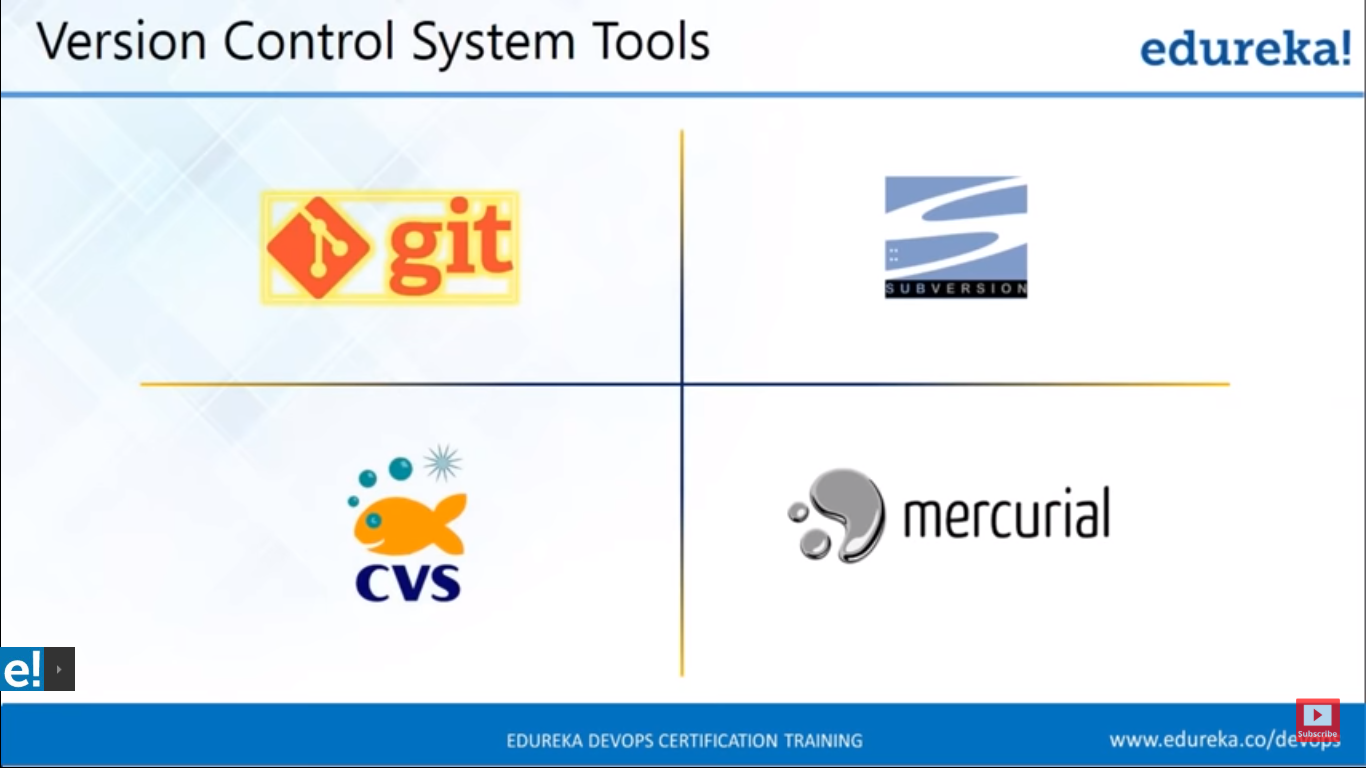 Version Control System Tools
edureka!
git
SUBVERSION
CVS
mercurial
e!
EDUREKA DEVOPS CERTIFICATION TRAINING
www.edureka.co/devops
Subscribe